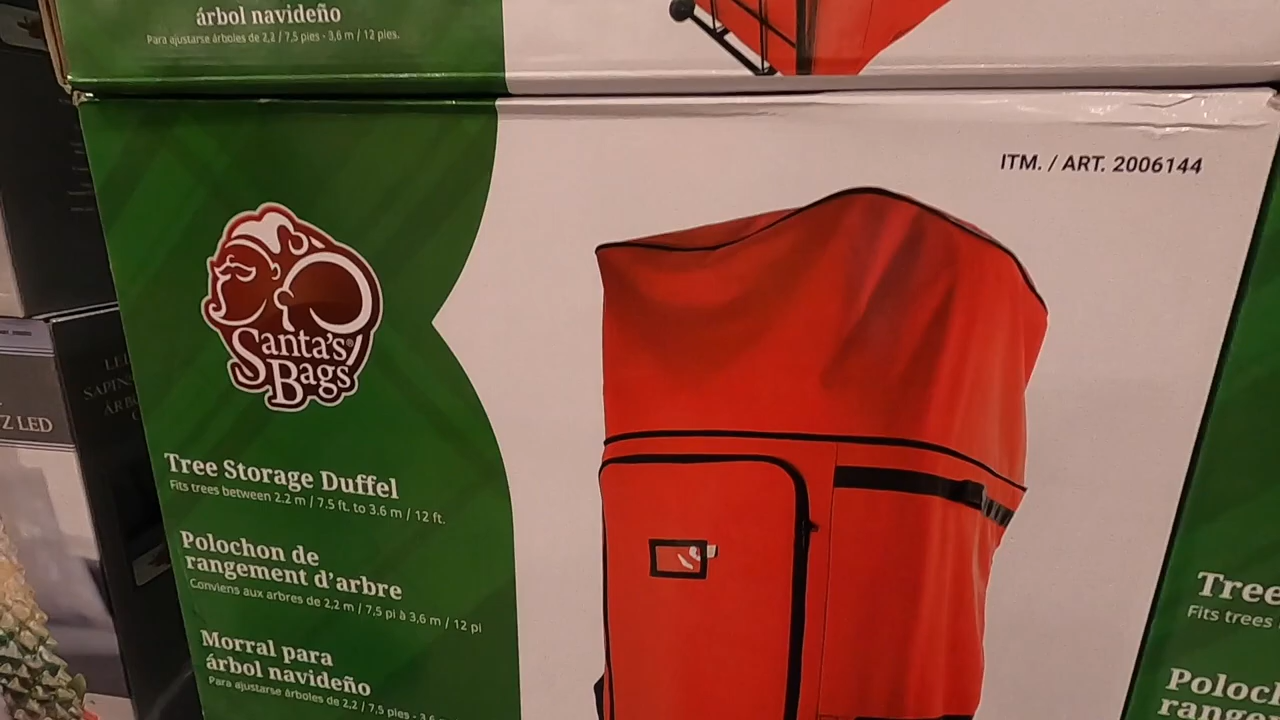 árbol navideño
Para ajustarse árboles de 2,2 / 7,5 pies - 3,6 m / 12 pies.
ITM. / ART. 2006144
Santa's
Bags
Tree Storage Duffel
Fits trees between 2.2 m / 7.5 ft. to 3.6 m / 12 ft.
Polochon de
rangement d'arbre
Conviens aux arbres de 2,2 m / 7,5 pi à 3,6 m / 12 pi
Morral para
árbol navideño
Para ajustarse árboles de 2,2 / 7,5 pies - 3,6
Z LED
Tree
Fits trees